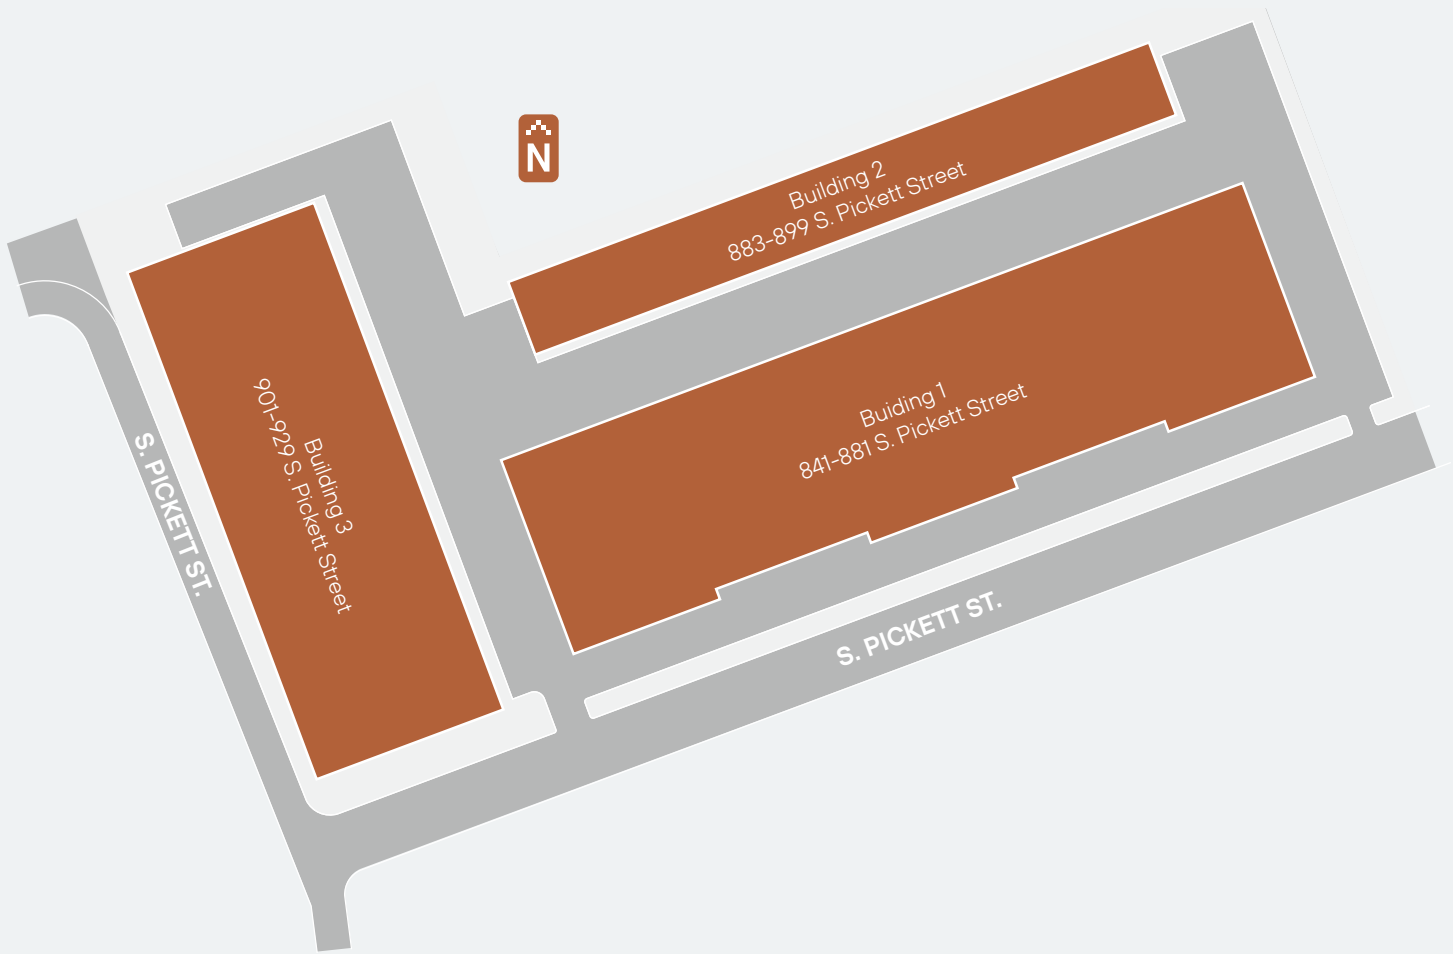 N
Building 2
883-899 S. Pickett Street
Buiding 1
841-881 S. Pickett Street
Building 3
901-929 S. Pickett Street
S. PICKETT ST.
S. PICKETT ST.